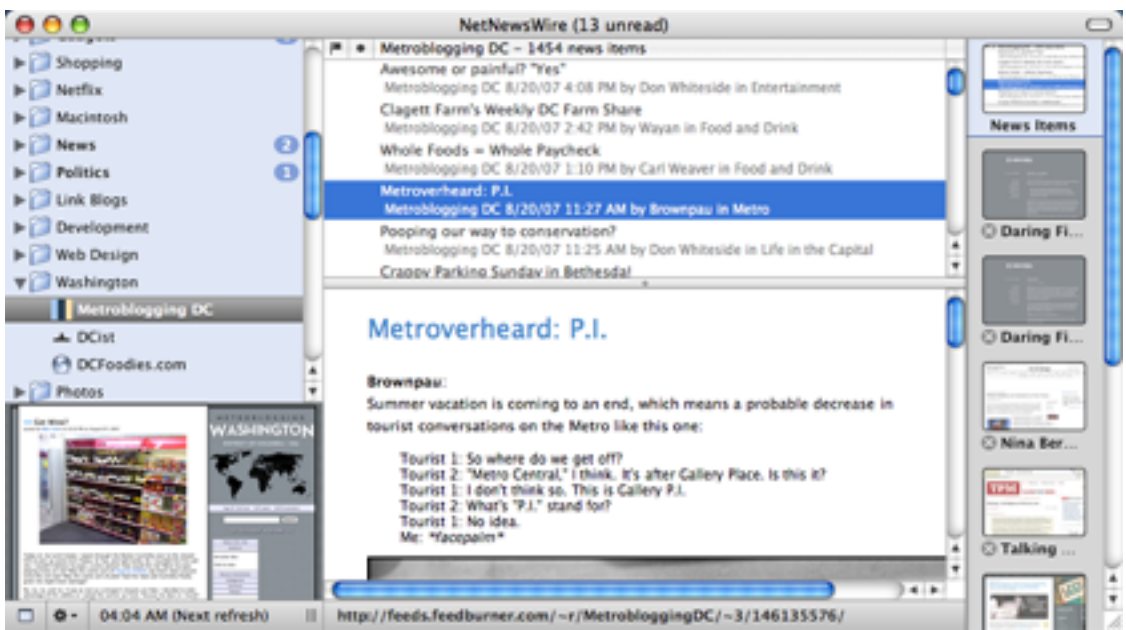 NetNewsWire (13 unread)
Shopping
Netflix
Macintosh
News 2
Politics 1
Link Blogs
Development
Web Design
Washington
Metroblogging DC
DCist
DCFoodies.com
Photos
Metroblogging DC – 1454 news items
Awesome or painful? "Yes"
Metroblogging DC 8/20/07 4:08 PM by Don Whiteside in Entertainment
Clagett Farm's Weekly DC Farm Share
Metroblogging DC 8/20/07 2:42 PM by Wayan in Food and Drink
Whole Foods = Whole Paycheck
Metroblogging DC 8/20/07 1:10 PM by Carl Weaver in Food and Drink
Metroverheard: P.I.
Metroblogging DC 8/20/07 11:27 AM by Brownpau in Metro
Pooping our way to conservation?
Metroblogging DC 8/20/07 11:25 AM by Don Whiteside in Life in the Capital
Crappy Parking Sunday in Bethesda!
Metroverheard: P.I.
Brownpau:
Summer vacation is coming to an end, which means a probable decrease in
tourist conversations on the Metro like this one:
Tourist 1: So where do we get off?
Tourist 2: "Metro Central," i think. It's after Gallery Place. Is this it?
Tourist 1: I don't think so. This is Gallery P.I.
Tourist 2: What's "P.I." stand for?
Tourist 1: No idea.
Me: *facepalm*
News Items
Daring Fi...
Daring Fi...
Nina Ber...
TPM
Talking ...
Got Wine?
METROBLOGGING
WASHINGTON
04:04 AM (Next refresh)
http://feeds.feedburner.com/~r/MetrobloggingDC/~3/146135576/